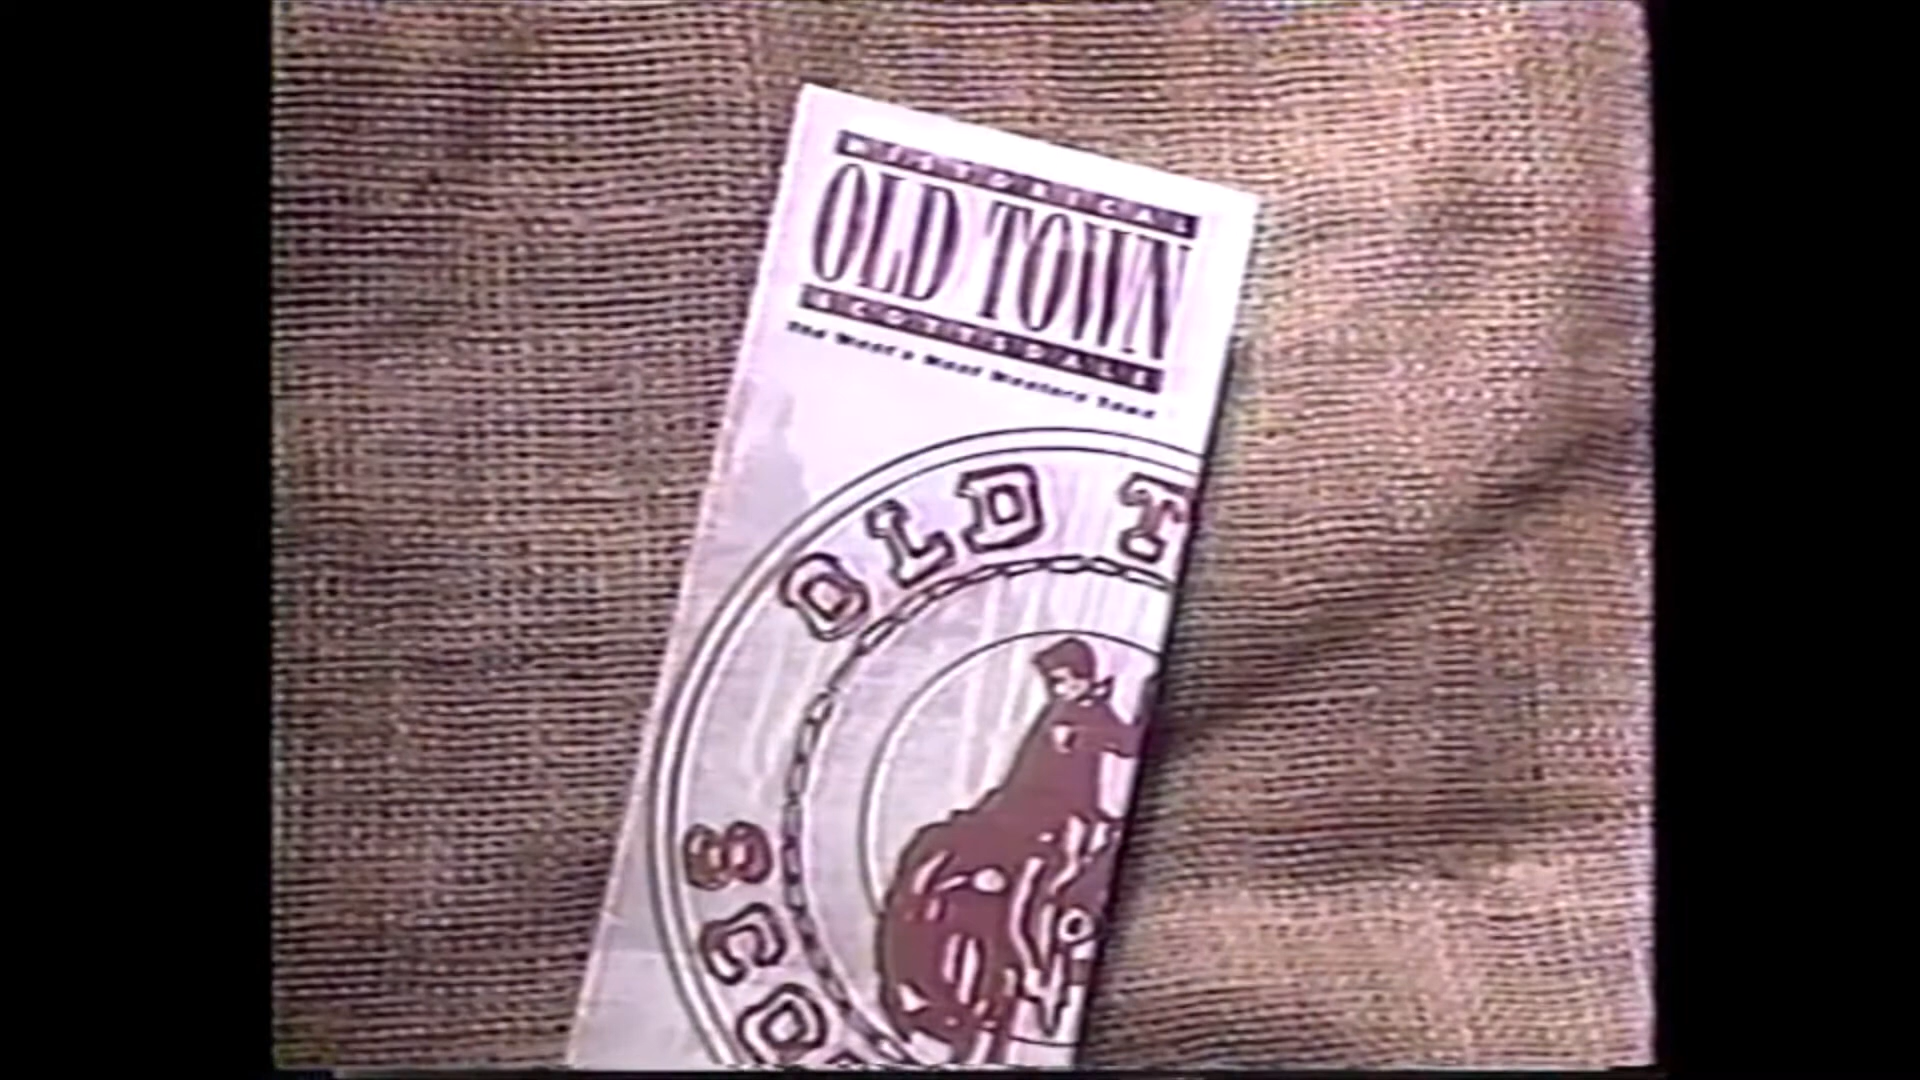 HISTORICAL
OLD TOWN
SCOTTSDALE
The West's Most Western Town
OLD T
SCO